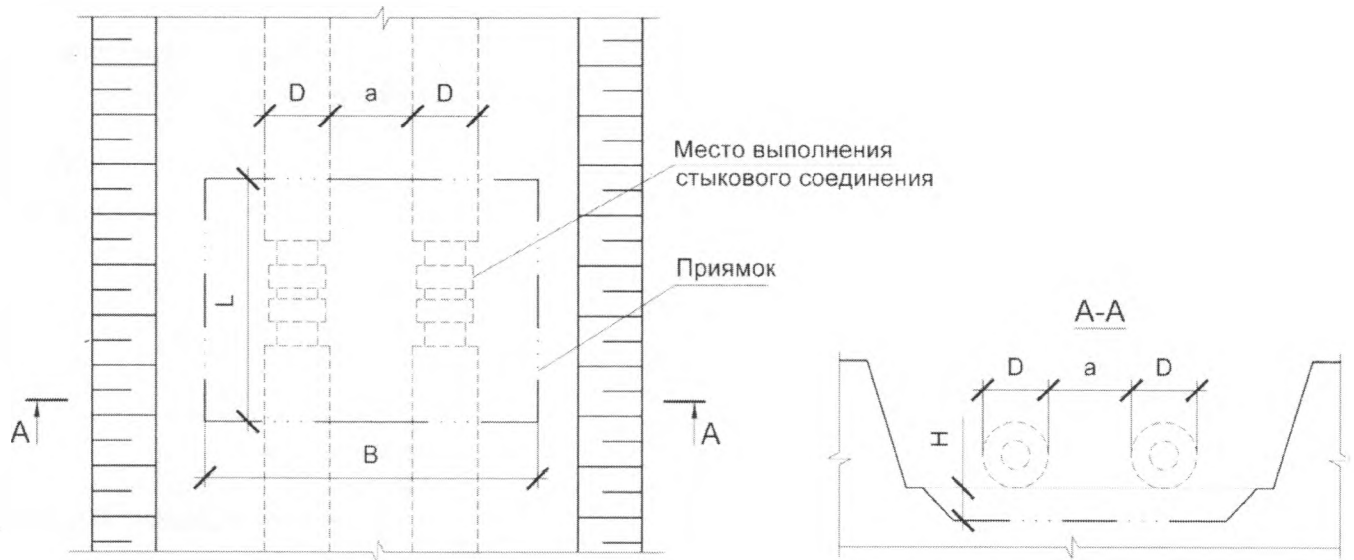 D a D
Место выполнения
стыкового соединения
Приямок
L
A A
B
A-A
D a D
H